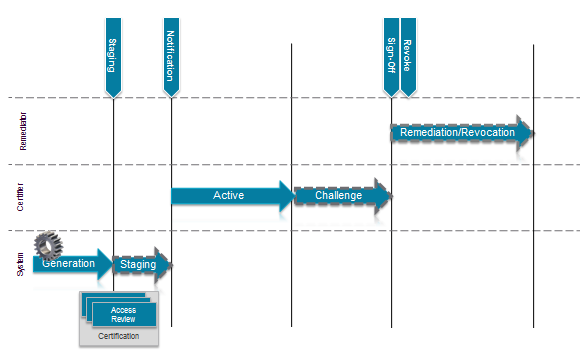 Staging
Notification
Sign-Off
Revoke
Remediator
Remediation/Revocation
Certifier
Active
Challenge
System
Generation
Staging
Access
Review
Certification